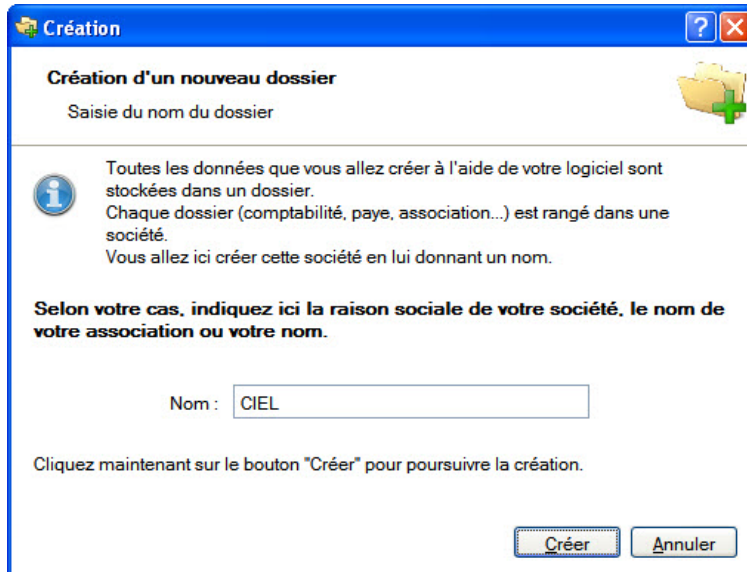 Création
Création d'un nouveau dossier
Saisie du nom du dossier
Toutes les données que vous allez créer à l'aide de votre logiciel sont
stockées dans un dossier.
Chaque dossier (comptabilité, paye, association...) est rangé dans une
société.
Vous allez ici créer cette société en lui donnant un nom.
Selon votre cas, indiquez ici la raison sociale de votre société, le nom de
votre association ou votre nom.
Nom : CIEL
Cliquez maintenant sur le bouton "Créer" pour poursuivre la création.
Créer Annuler